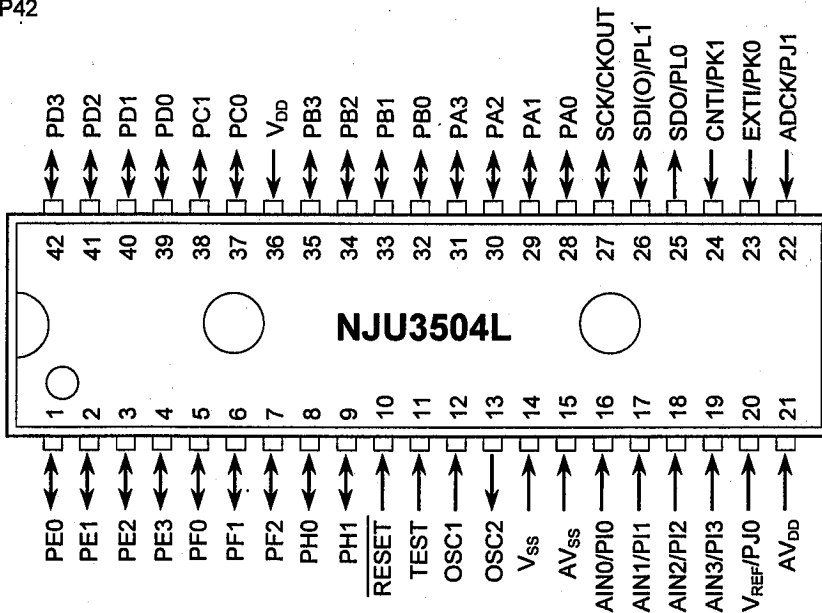 P42
PD3
PD2
PD1
PD0
PC1
PC0
VDD
PB3
PB2
PB1
PB0
PA3
PA2
PA1
PA0
SCK/CKOUT
SDI(O)/PL1
SDO/PL0
CNTI/PK1
EXTI/PK0
ADCK/PJ1
42
41
40
39
38
37
36
35
34
33
32
31
30
29
28
27
26
25
24
23
22
NJU3504L
1
2
3
4
5
6
7
8
9
10
11
12
13
14
15
16
17
18
19
20
21
PE0
PE1
PE2
PE3
PF0
PF1
PF2
PH0
PH1
RESET
TEST
OSC1
OSC2
VSS
AVSS
AIN0/PI0
AIN1/PI1
AIN2/PI2
AIN3/PI3
VREF/PJ0
AVDD